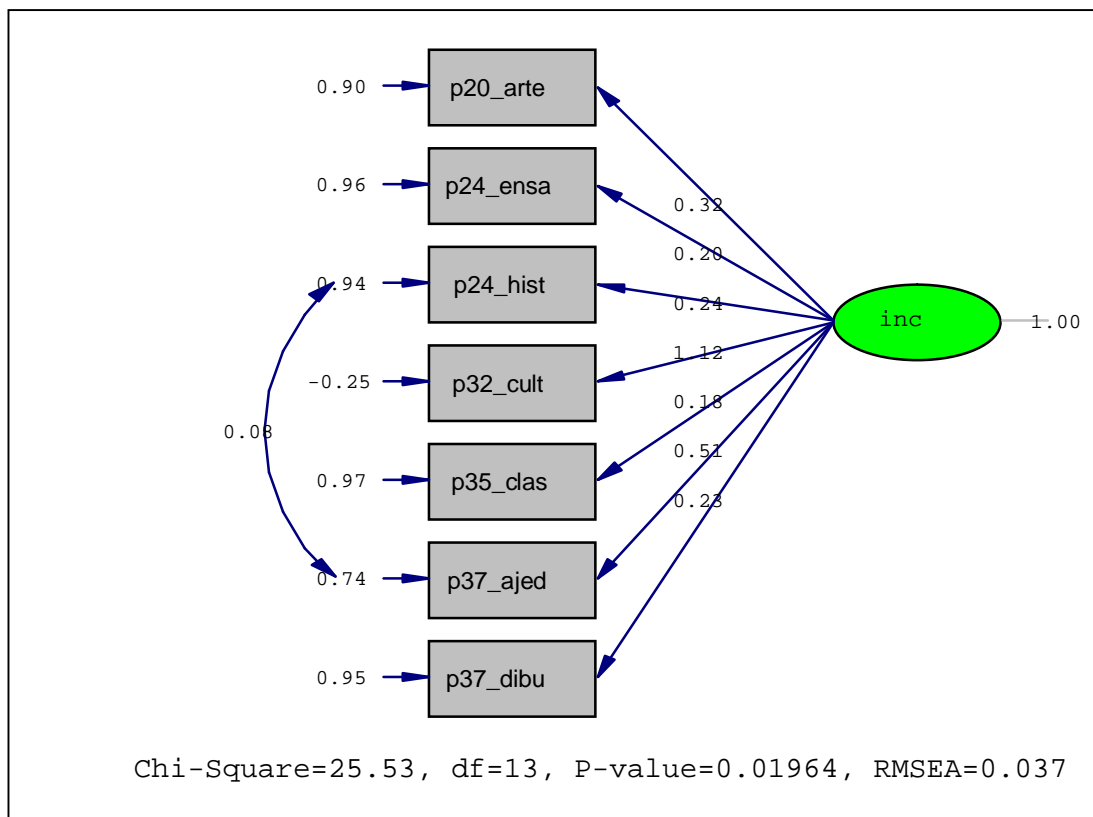 0.90 p20_arte
0.96 p24_ensa
0.32
0.20
0.94 p24_hist
0.24
inc 1.00
1.12
-0.25 p32_cult
0.18
0.08
0.51
0.97 p35_clas
0.23
0.74 p37_ajed
0.95 p37_dibu
Chi-Square=25.53, df=13, P-value=0.01964, RMSEA=0.037